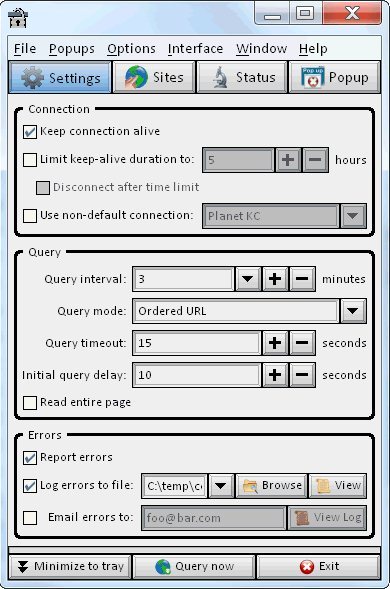 File Popups Options Interface Window Help
Settings Sites Status Pop up Popup
Connection
Keep connection alive
Limit keep-alive duration to: 5 hours
Disconnect after time limit
Use non-default connection: Planet KC
Query
Query interval: 3 minutes
Query mode: Ordered URL
Query timeout: 15 seconds
Initial query delay: 10 seconds
Read entire page
Errors
Report errors
Log errors to file: C:\temp\c Browse View
Email errors to: foo@bar.com View Log
Minimize to tray Query now Exit